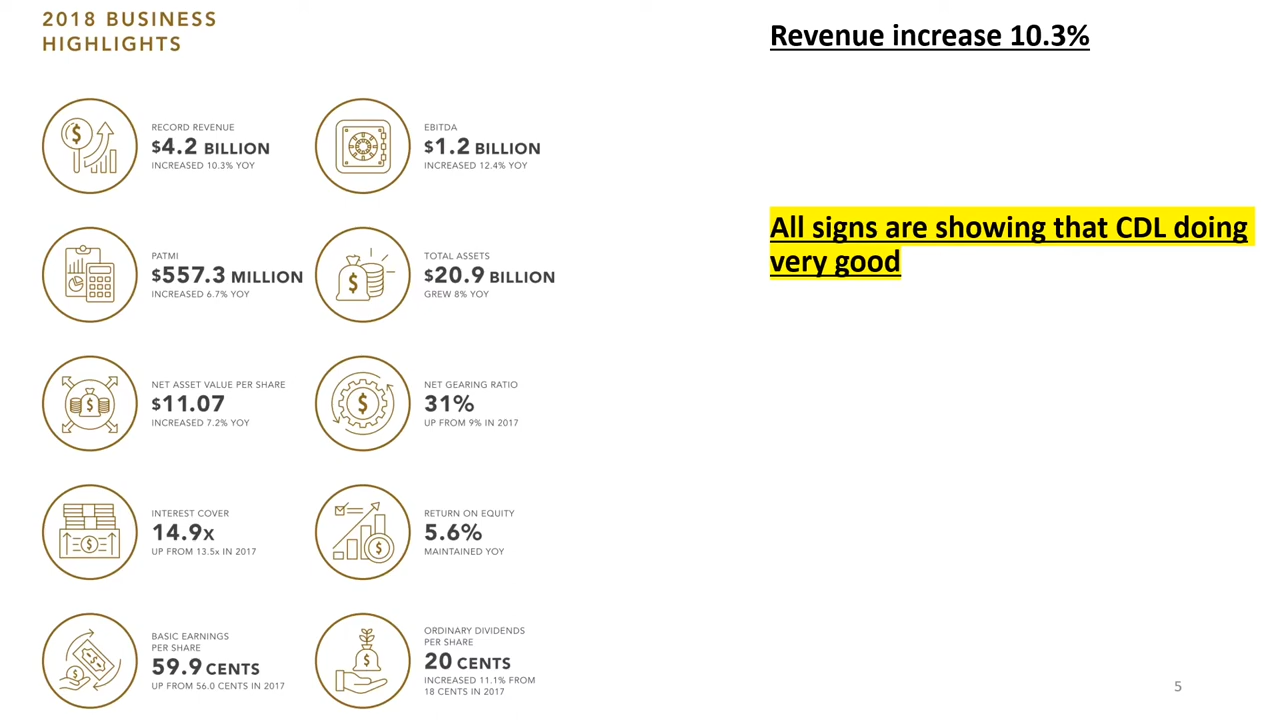 2018 BUSINESS
HIGHLIGHTS
RECORD REVENUE
$4.2 BILLION
INCREASED 10.3% YOY
EBITDA
$1.2 BILLION
INCREASED 12.4% YOY
PATMI
$557.3 MILLION
INCREASED 6.7% YOY
TOTAL ASSETS
$20.9 BILLION
GREW 8% YOY
NET ASSET VALUE PER SHARE
$11.07
INCREASED 7.2% YOY
NET GEARING RATIO
31%
UP FROM 9% IN 2017
INTEREST COVER
14.9x
UP FROM 13.5x IN 2017
RETURN ON EQUITY
5.6%
MAINTAINED YOY
BASIC EARNINGS
PER SHARE
59.9 CENTS
UP FROM 56.0 CENTS IN 2017
ORDINARY DIVIDENDS
PER SHARE
20 CENTS
INCREASED 11.1% FROM
18 CENTS IN 2017
Revenue increase 10.3%
All signs are showing that CDL doing
very good
5